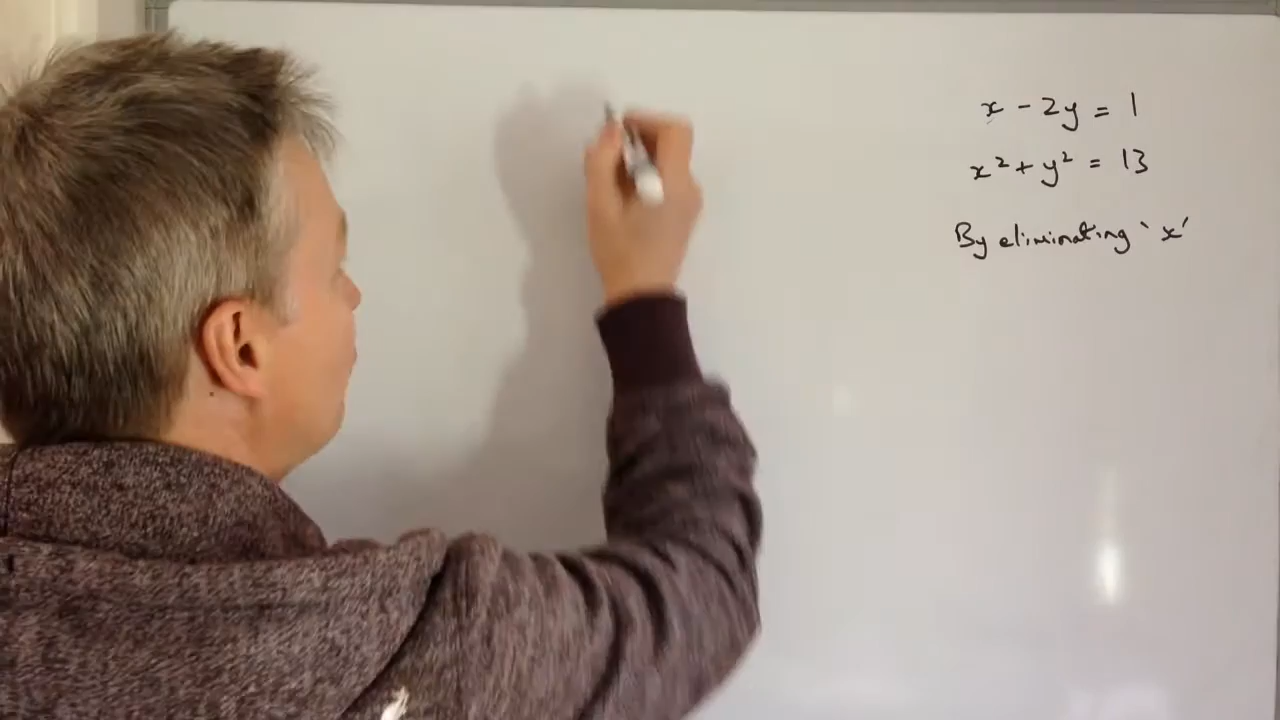 x - 2y = 1
x² + y² = 13
By eliminating 'x'